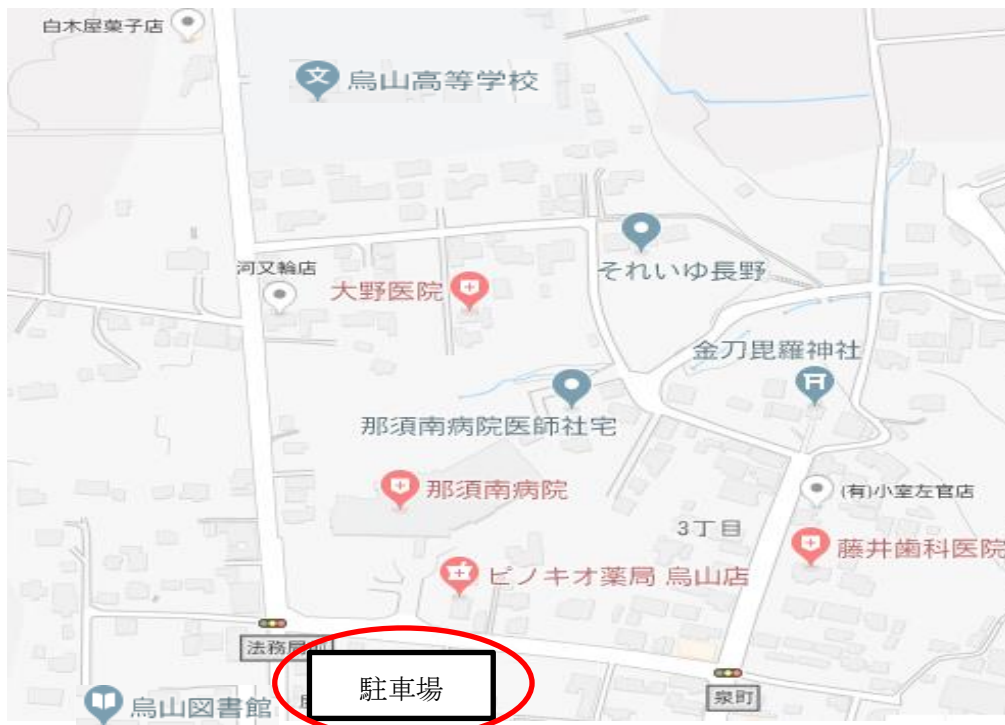 白木屋菓子店
文
烏山高等学校
それいゆ長野
河又輪店
大野医院
金刀毘羅神社
那須南病院医師社宅
那須南病院
(有)小室左官店
3丁目
藤井歯科医院
ピノキオ薬局 烏山店
法務局前
駐車場
烏山図書館
泉町